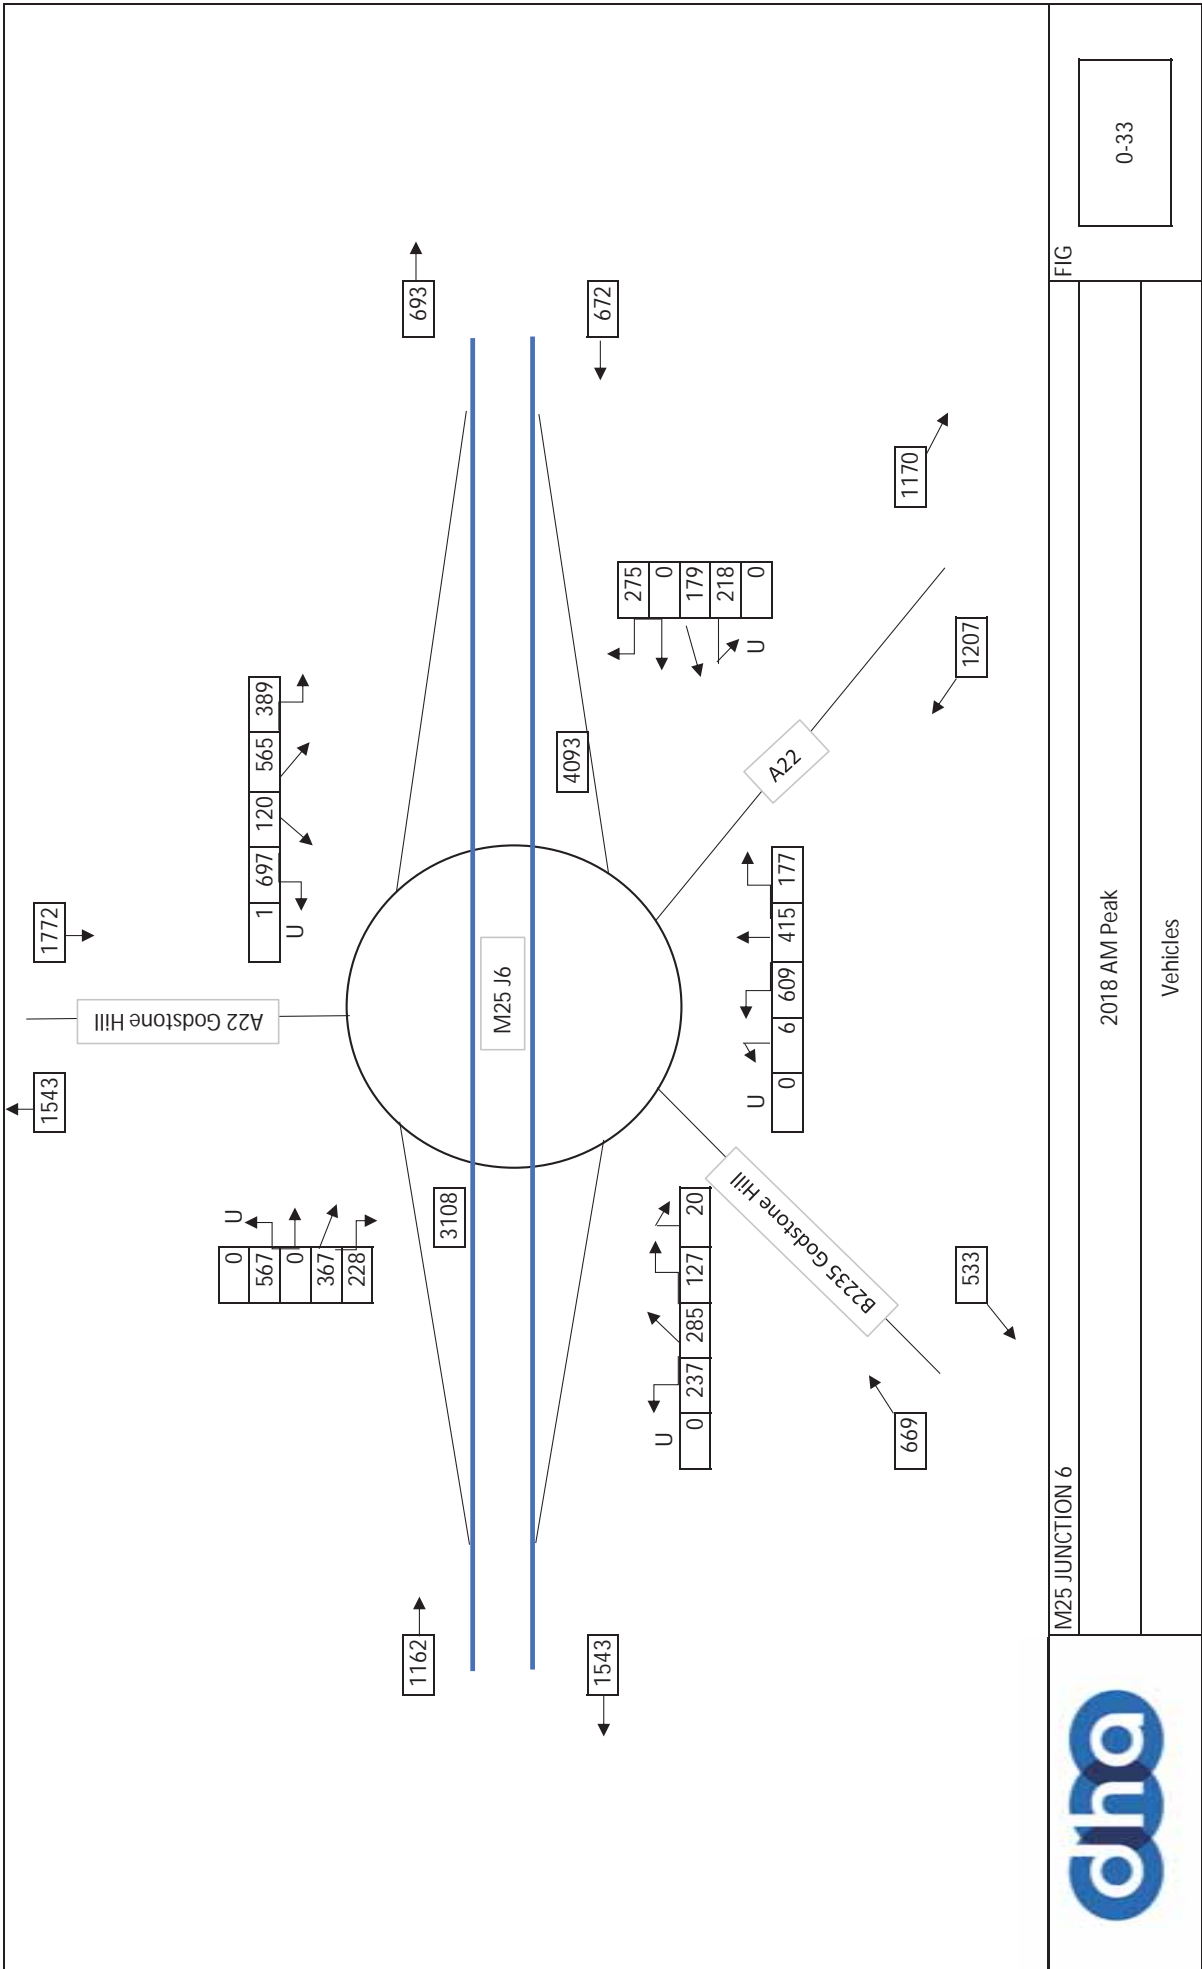 1543
A22 Godstone Hill
1772
U
0
567
0
367
228
1 697 120 565 389
U
1162
3108
693
M25 J6
1543
4093
672
275
0
179
218
0
U
U
0 237 285 127 20
B2235 Godstone Hill
U
0 6 609 415 177
A22
669
533
1207
1170
dha
M25 JUNCTION 6
2018 AM Peak
Vehicles
FIG
0-33